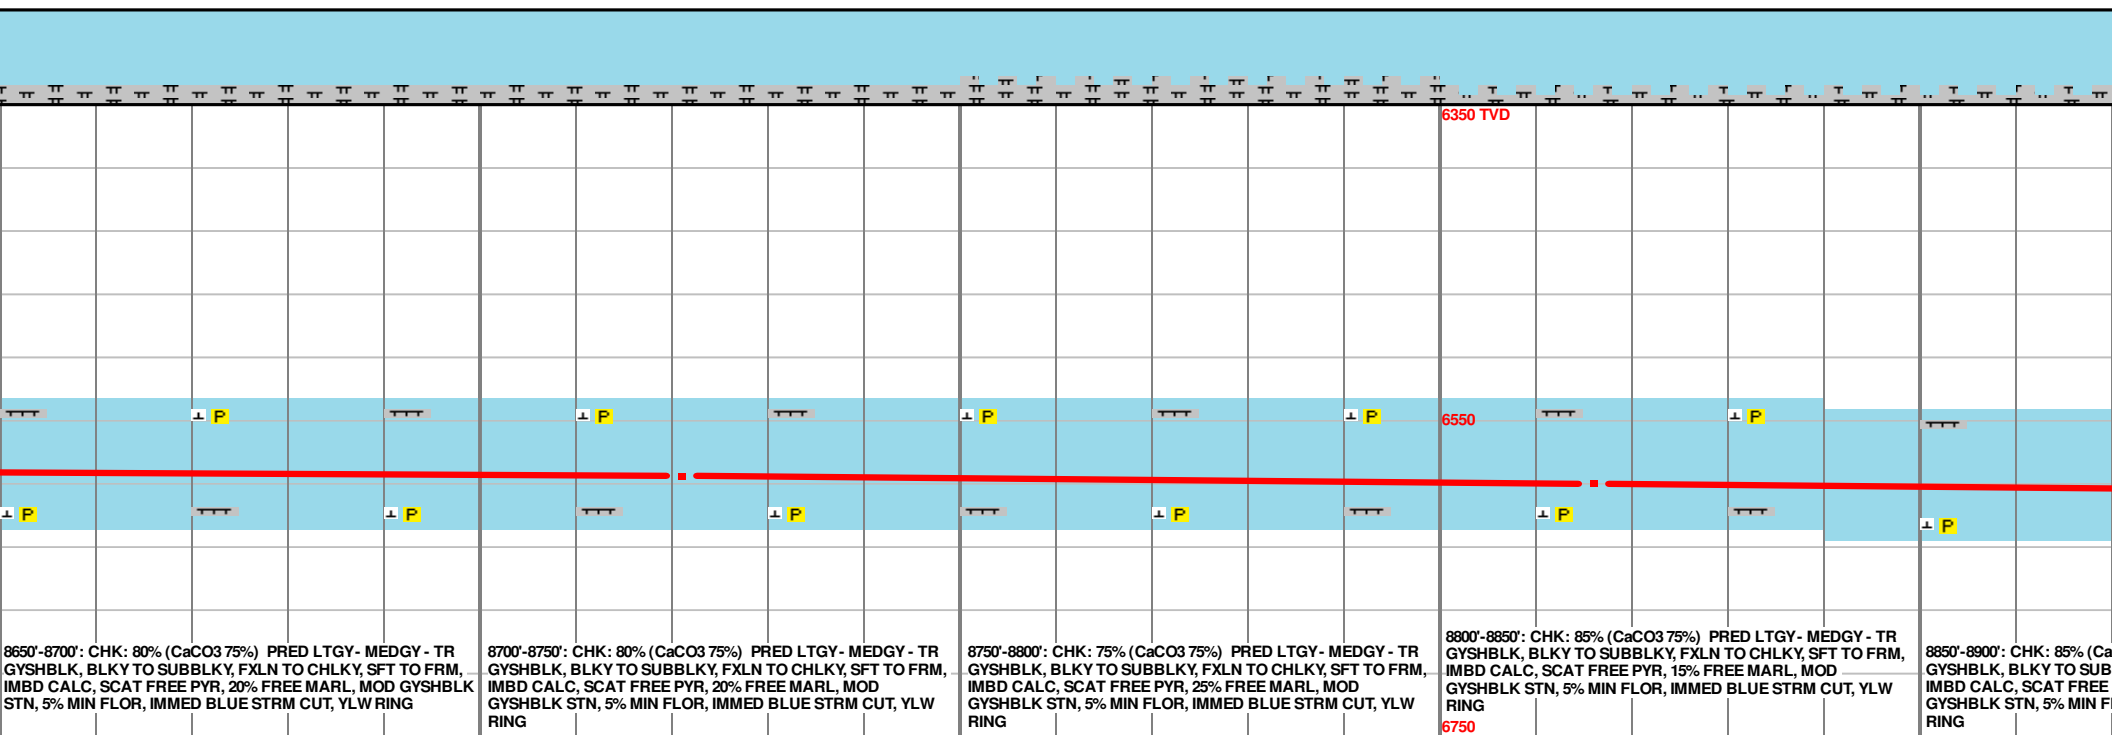 6350 TVD
P P P P P
6550
P P P P P P
8650'-8700': CHK: 80% (CaCO3 75%) PRED LTGY- MEDGY - TR
GYSHBLK, BLKY TO SUBBLKY, FXLN TO CHLKY, SFT TO FRM,
IMBD CALC, SCAT FREE PYR, 20% FREE MARL, MOD GYSHBLK
STN, 5% MIN FLOR, IMMED BLUE STRM CUT, YLW RING
8700'-8750': CHK: 80% (CaCO3 75%) PRED LTGY- MEDGY - TR
GYSHBLK, BLKY TO SUBBLKY, FXLN TO CHLKY, SFT TO FRM,
IMBD CALC, SCAT FREE PYR, 20% FREE MARL, MOD
GYSHBLK STN, 5% MIN FLOR, IMMED BLUE STRM CUT, YLW
RING
8750'-8800': CHK: 75% (CaCO3 75%) PRED LTGY- MEDGY - TR
GYSHBLK, BLKY TO SUBBLKY, FXLN TO CHLKY, SFT TO FRM,
IMBD CALC, SCAT FREE PYR, 25% FREE MARL, MOD
GYSHBLK STN, 5% MIN FLOR, IMMED BLUE STRM CUT, YLW
RING
8800'-8850': CHK: 85% (CaCO3 75%) PRED LTGY- MEDGY - TR
GYSHBLK, BLKY TO SUBBLKY, FXLN TO CHLKY, SFT TO FRM,
IMBD CALC, SCAT FREE PYR, 15% FREE MARL, MOD
GYSHBLK STN, 5% MIN FLOR, IMMED BLUE STRM CUT, YLW
RING
6750
8850'-8900': CHK: 85% (Ca
GYSHBLK, BLKY TO SUB
IMBD CALC, SCAT FREE
GYSHBLK STN, 5% MIN F
RING